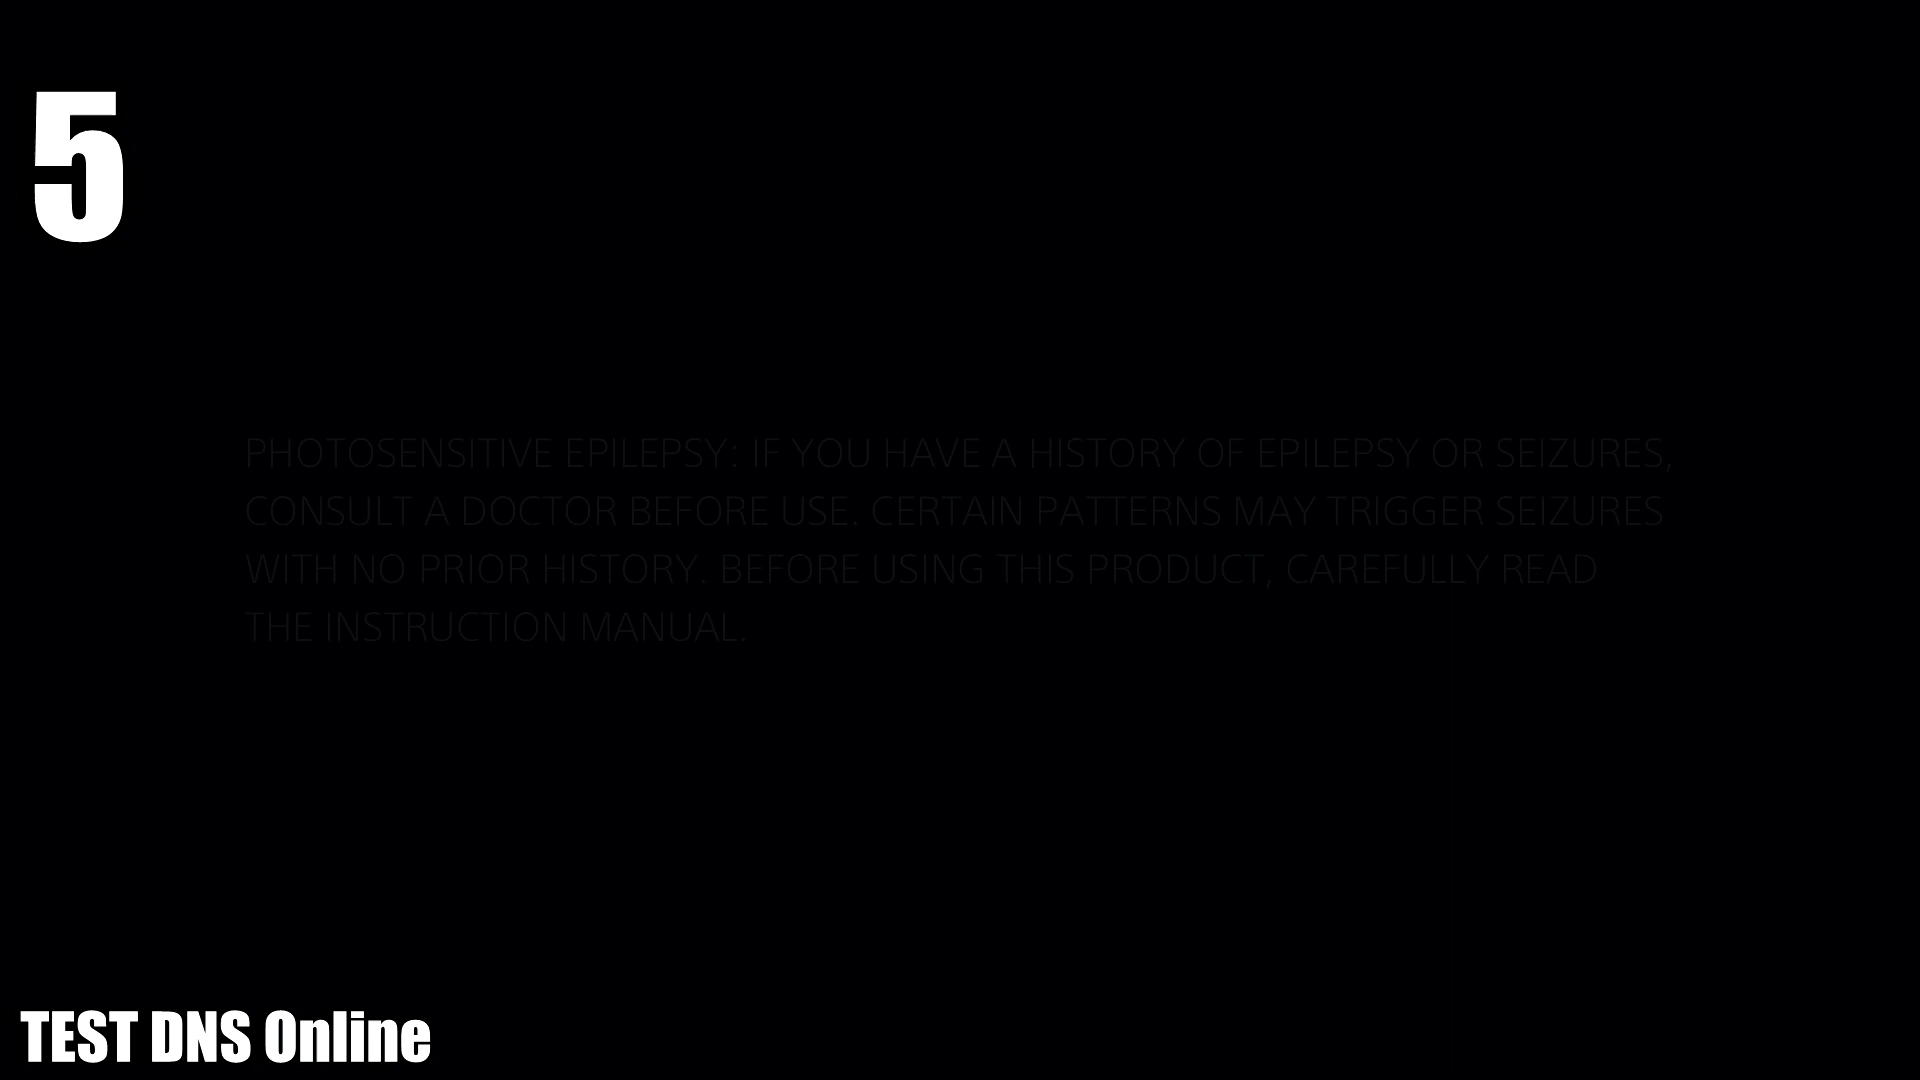 5
PHOTOSENSITIVE EPILEPSY: IF YOU HAVE A HISTORY OF EPILEPSY OR SEIZURES,
CONSULT A DOCTOR BEFORE USE. CERTAIN PATTERNS MAY TRIGGER SEIZURES
WITH NO PRIOR HISTORY. BEFORE USING THIS PRODUCT, CAREFULLY READ
THE INSTRUCTION MANUAL.
TEST DNS Online